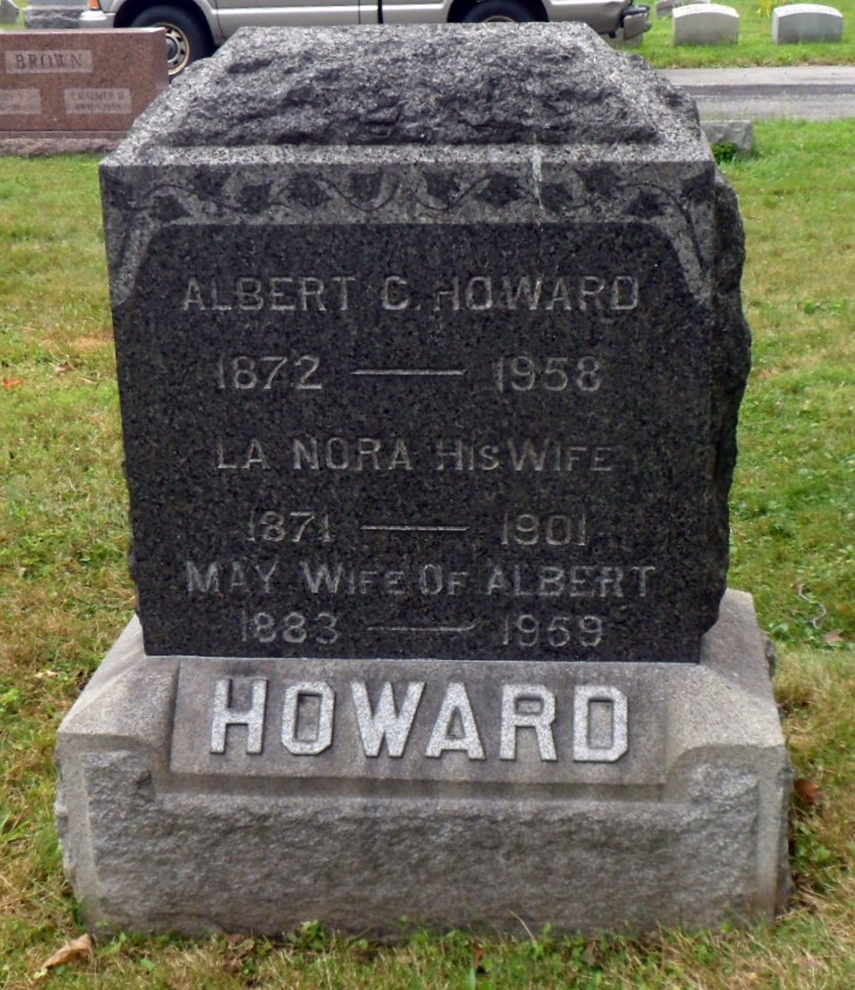 BROWN
ALBERT C. HOWARD
1872 — 1958
LA NORA HIS WIFE
1871 — 1901
MAY WIFE OF ALBERT
1883 — 1959
HOWARD